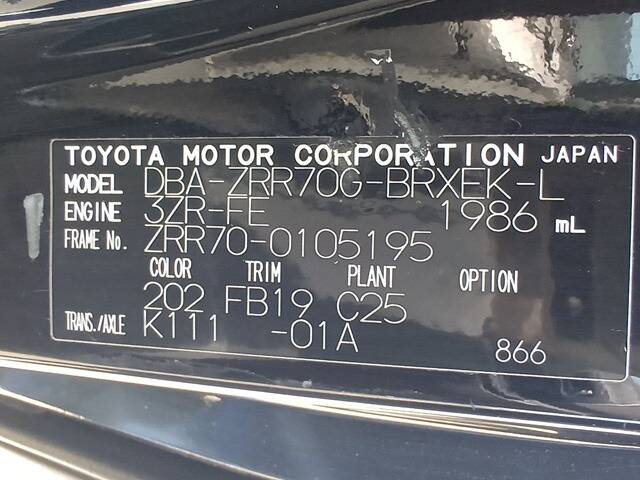 TOYOTA MOTOR CORPORATION JAPAN
MODEL DBA-ZRR70G-BRXEK-L
ENGINE 3ZR-FE 1986 mL
FRAME No. ZRR70-0105195
COLOR TRIM PLANT OPTION
202 FB19 C25
TRANS./AXLE K111 -01A 866